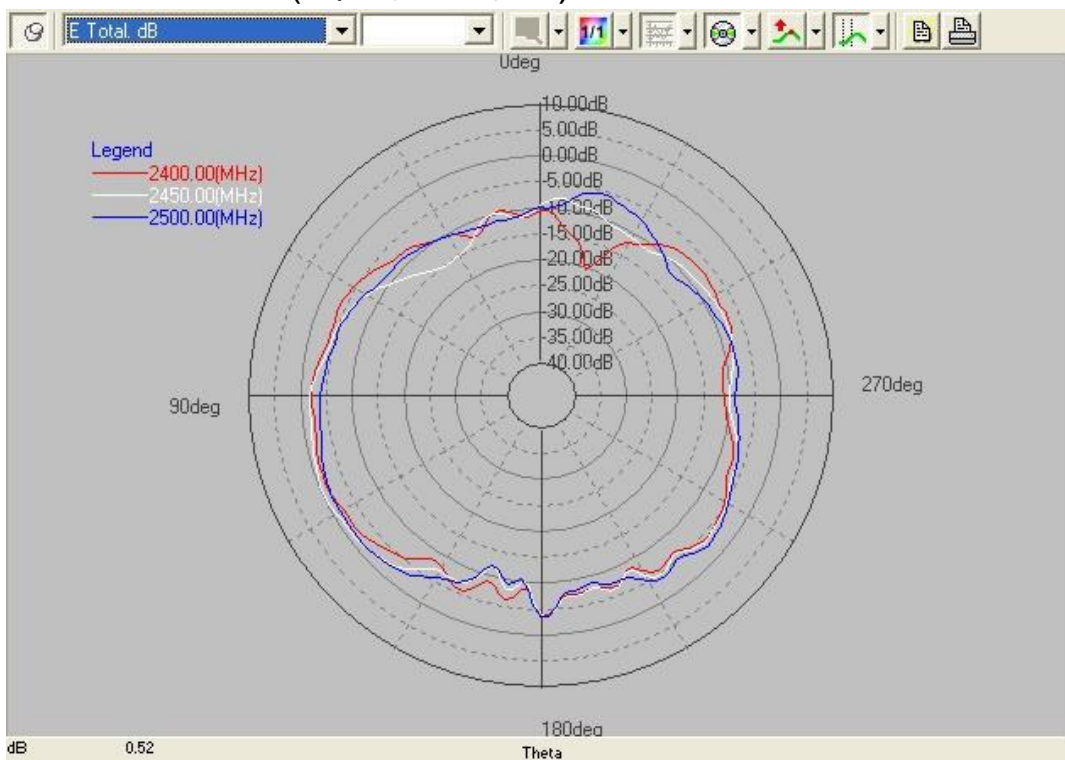 E Total. dB
1/1
Udeg
10.00dB
5.00dB
0.00dB
-5.00dB
-10.00dB
-15.00dB
-20.00dB
-25.00dB
-30.00dB
-35.00dB
-40.00dB
Legend
2400.00(MHz)
2450.00(MHz)
2500.00(MHz)
90deg
270deg
180deg
dB 0.52 Theta